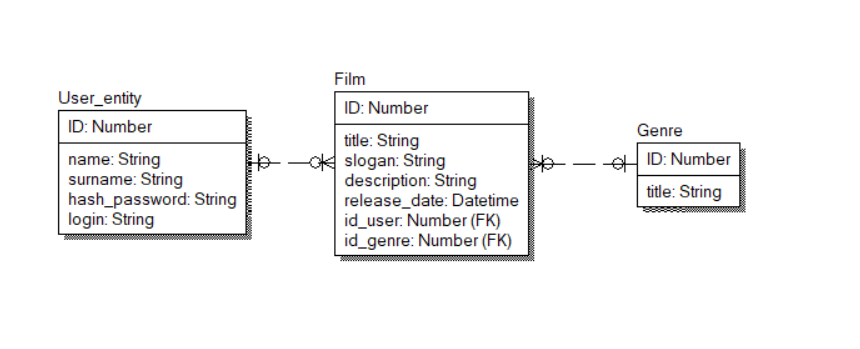 User_entity
ID: Number
name: String
surname: String
hash_password: String
login: String
Film
ID: Number
title: String
slogan: String
description: String
release_date: Datetime
id_user: Number (FK)
id_genre: Number (FK)
Genre
ID: Number
title: String